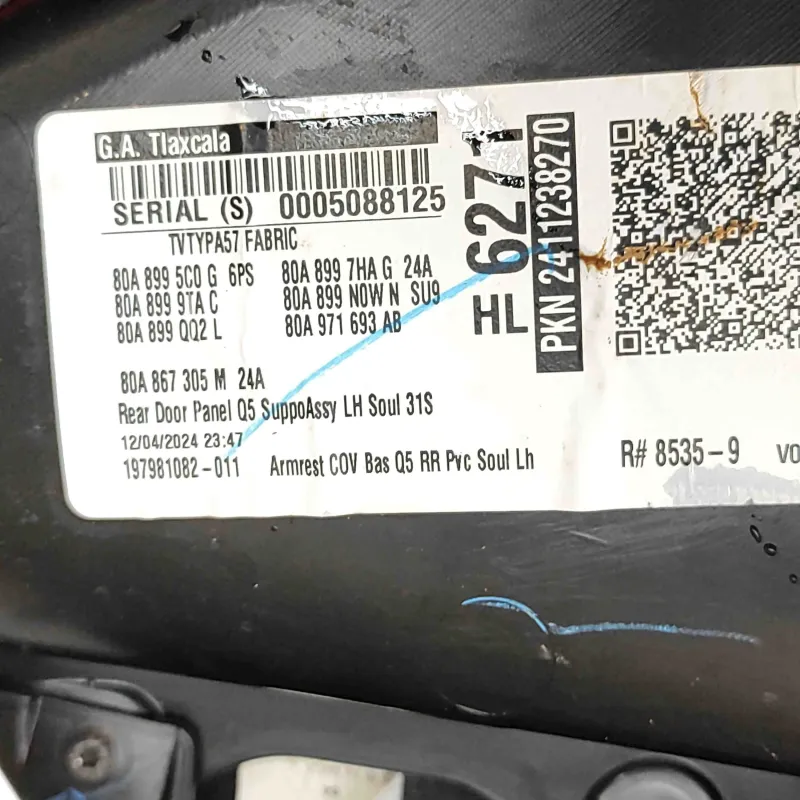 G.A. Tlaxcala
SERIAL (S) 0005088125
TVTYPA57 FABRIC
80A 899 5C0 G 6PS 80A 899 7HA G 24A
80A 899 9TA C 80A 899 N0W N SU9
80A 899 QQ2 L 80A 971 693 AB
80A 867 305 M 24A
Rear Door Panel Q5 SuppoAssy LH Soul 31S
12/04/2024 23:47
197981082-011 Armrest COV Bas Q5 RR Pvc Soul Lh
HL 6271
PKN 2411238270
R# 8535-9 VO